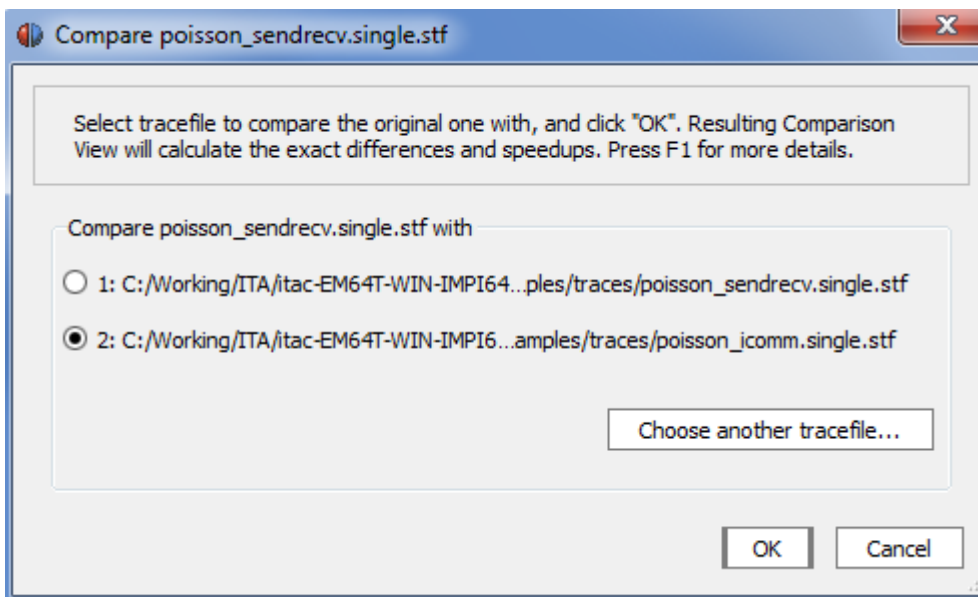 Compare poisson_sendrecv.single.stf
Select tracefile to compare the original one with, and click "OK". Resulting Comparison
View will calculate the exact differences and speedups. Press F1 for more details.
Compare poisson_sendrecv.single.stf with
1: C:/Working/ITA/itac-EM64T-WIN-IMPI64...ples/traces/poisson_sendrecv.single.stf
2: C:/Working/ITA/itac-EM64T-WIN-IMPI6...amples/traces/poisson_icomm.single.stf
Choose another tracefile...
OK
Cancel